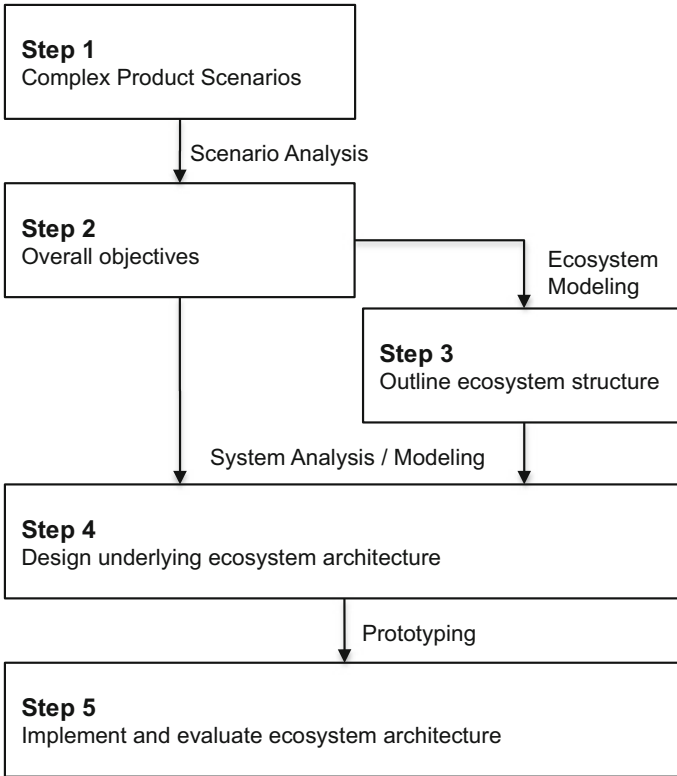 Step 1
Complex Product Scenarios
Scenario Analysis
Step 2
Overall objectives
Ecosystem
Modeling
Step 3
Outline ecosystem structure
System Analysis / Modeling
Step 4
Design underlying ecosystem architecture
Prototyping
Step 5
Implement and evaluate ecosystem architecture